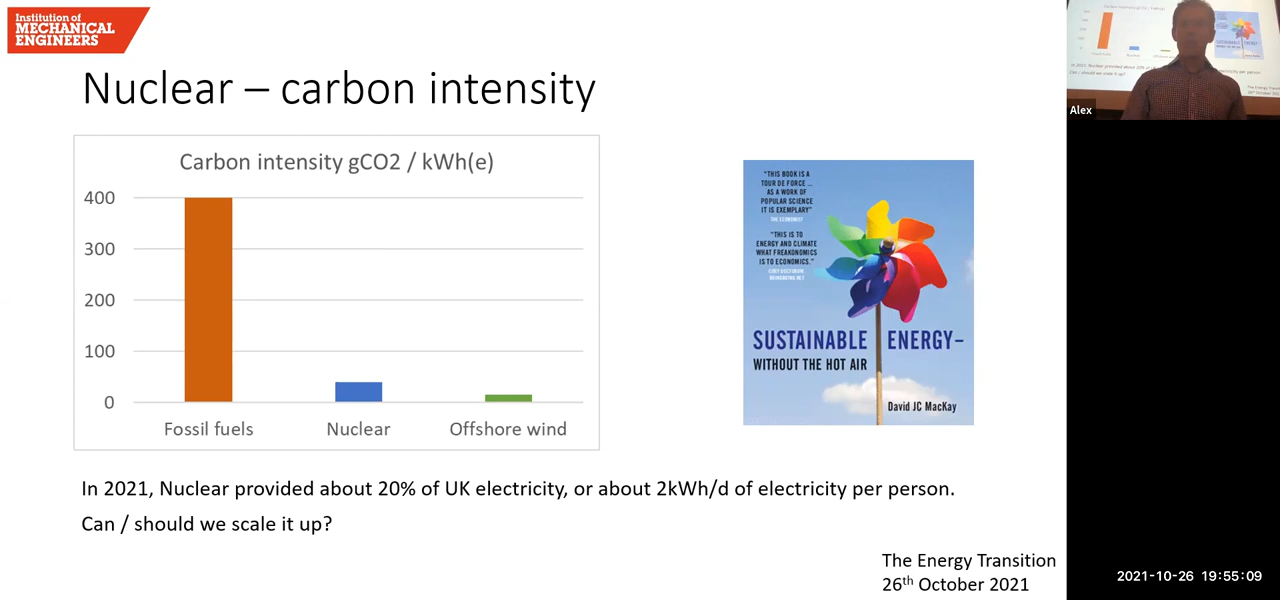 Institution of
MECHANICAL
ENGINEERS
Nuclear – carbon intensity
Carbon intensity gCO2 / kWh(e)
400
300
200
100
0
Fossil fuels
Nuclear
Offshore wind
"THIS BOOK IS A
TOUR DE FORCE ...
AS A WORK OF
POPULAR SCIENCE
IT IS EXEMPLARY"
THE ECONOMIST
"THIS IS TO
ENERGY AND CLIMATE
WHAT FREAKONOMICS
IS TO ECONOMICS."
CORY DOCTOROW,
BOINGBOING.NET
SUSTAINABLE ENERGY–
WITHOUT THE HOT AIR
David JC MacKay
In 2021, Nuclear provided about 20% of UK electricity, or about 2kWh/d of electricity per person.
Can / should we scale it up?
The Energy Transition
26th October 2021
Alex
2021-10-26 19:55:09